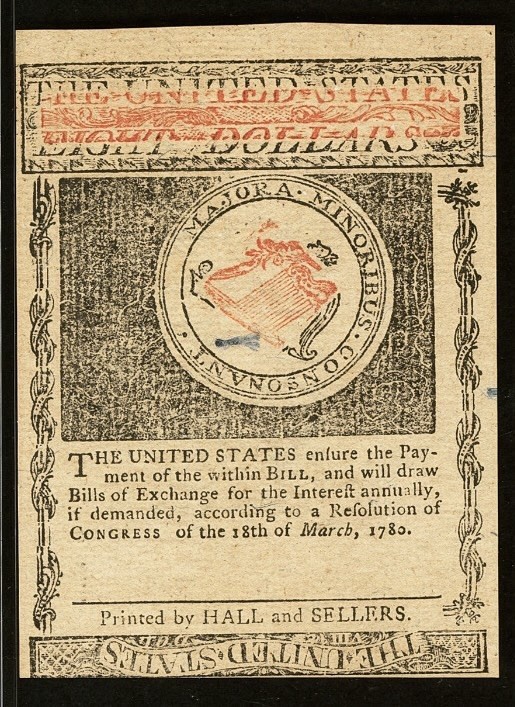 THE UNITED STATES
EIGHT DOLLARS
MAJORA · MINORIBUS · CONSONANT ·
THE UNITED STATES enſure the Pay-
ment of the within BILL, and will draw
Bills of Exchange for the Intereſt annually,
if demanded, according to a Reſolution of
CONGRESS of the 18th of March, 1780.
Printed by HALL and SELLERS.
THE · UNITED · STATES